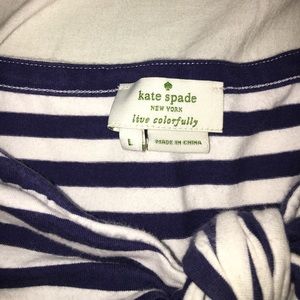 kate spade
NEW YORK
live colorfully
L
MADE IN CHINA